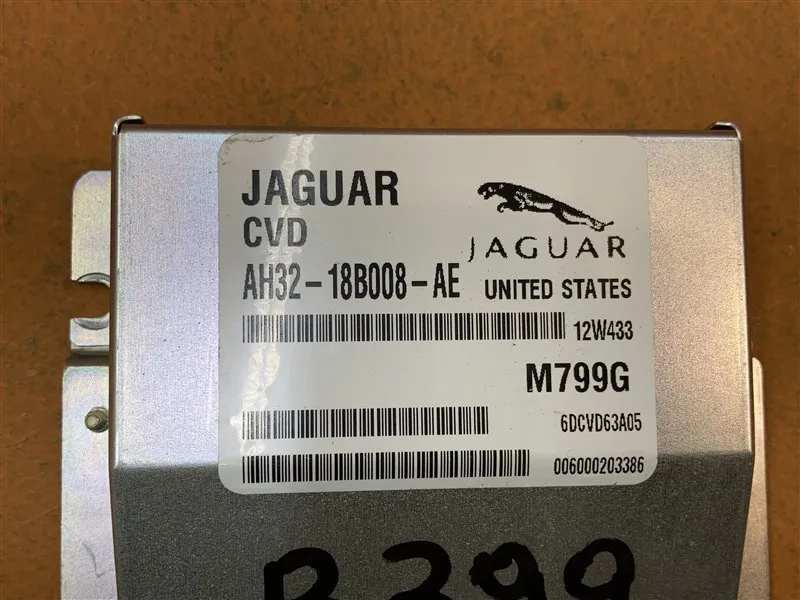 JAGUAR
CVD
JAGUAR
AH32-18B008-AE UNITED STATES
12W433
M799G
6DCVD63A05
006000203386